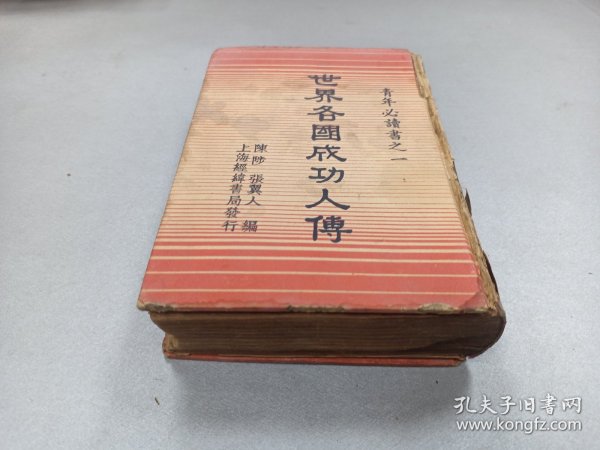 青年必讀書之一
世界各國成功人傳
陳陟 張翼人 編
上海經緯書局發行
孔夫子旧书网
www.kongfz.com